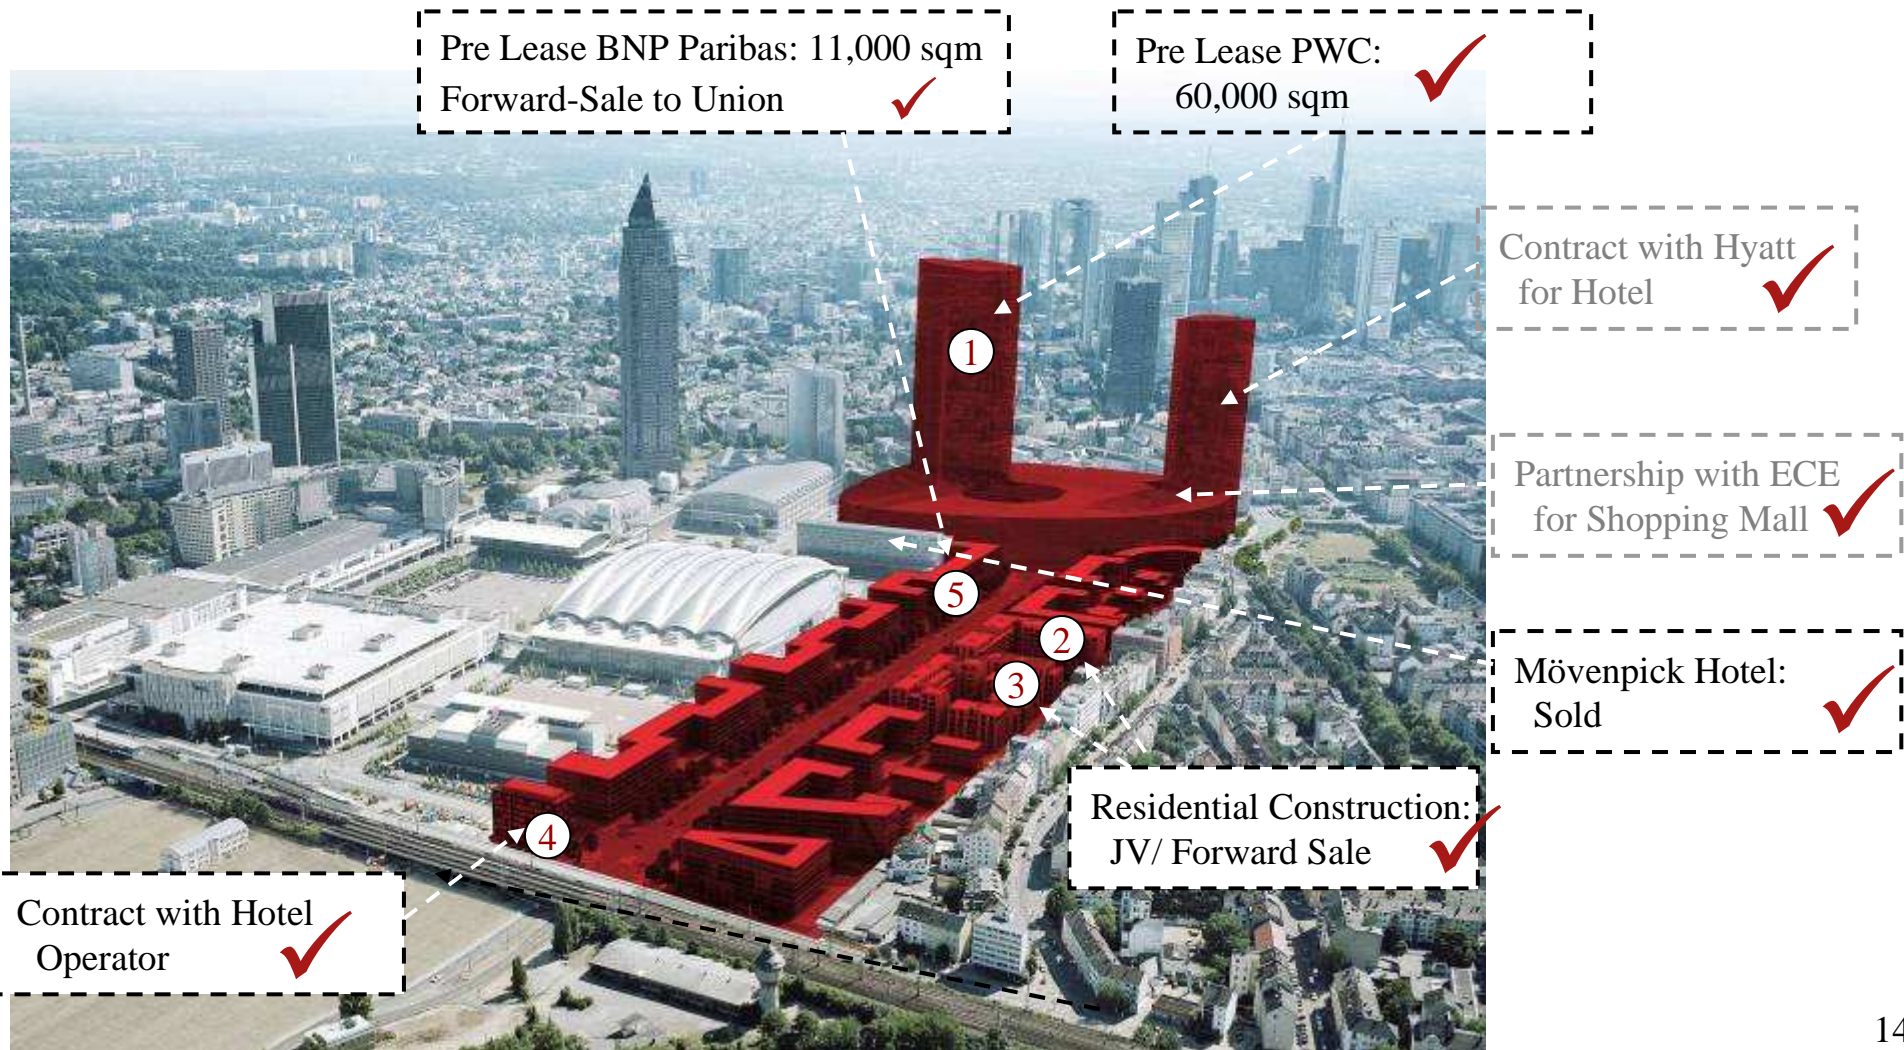 Pre Lease BNP Paribas: 11,000 sqm
Forward-Sale to Union
Pre Lease PWC:
60,000 sqm
Contract with Hyatt
for Hotel
1
Partnership with ECE
for Shopping Mall
5
2
3
Mövenpick Hotel:
Sold
Residential Construction:
JV/ Forward Sale
4
Contract with Hotel
Operator
14